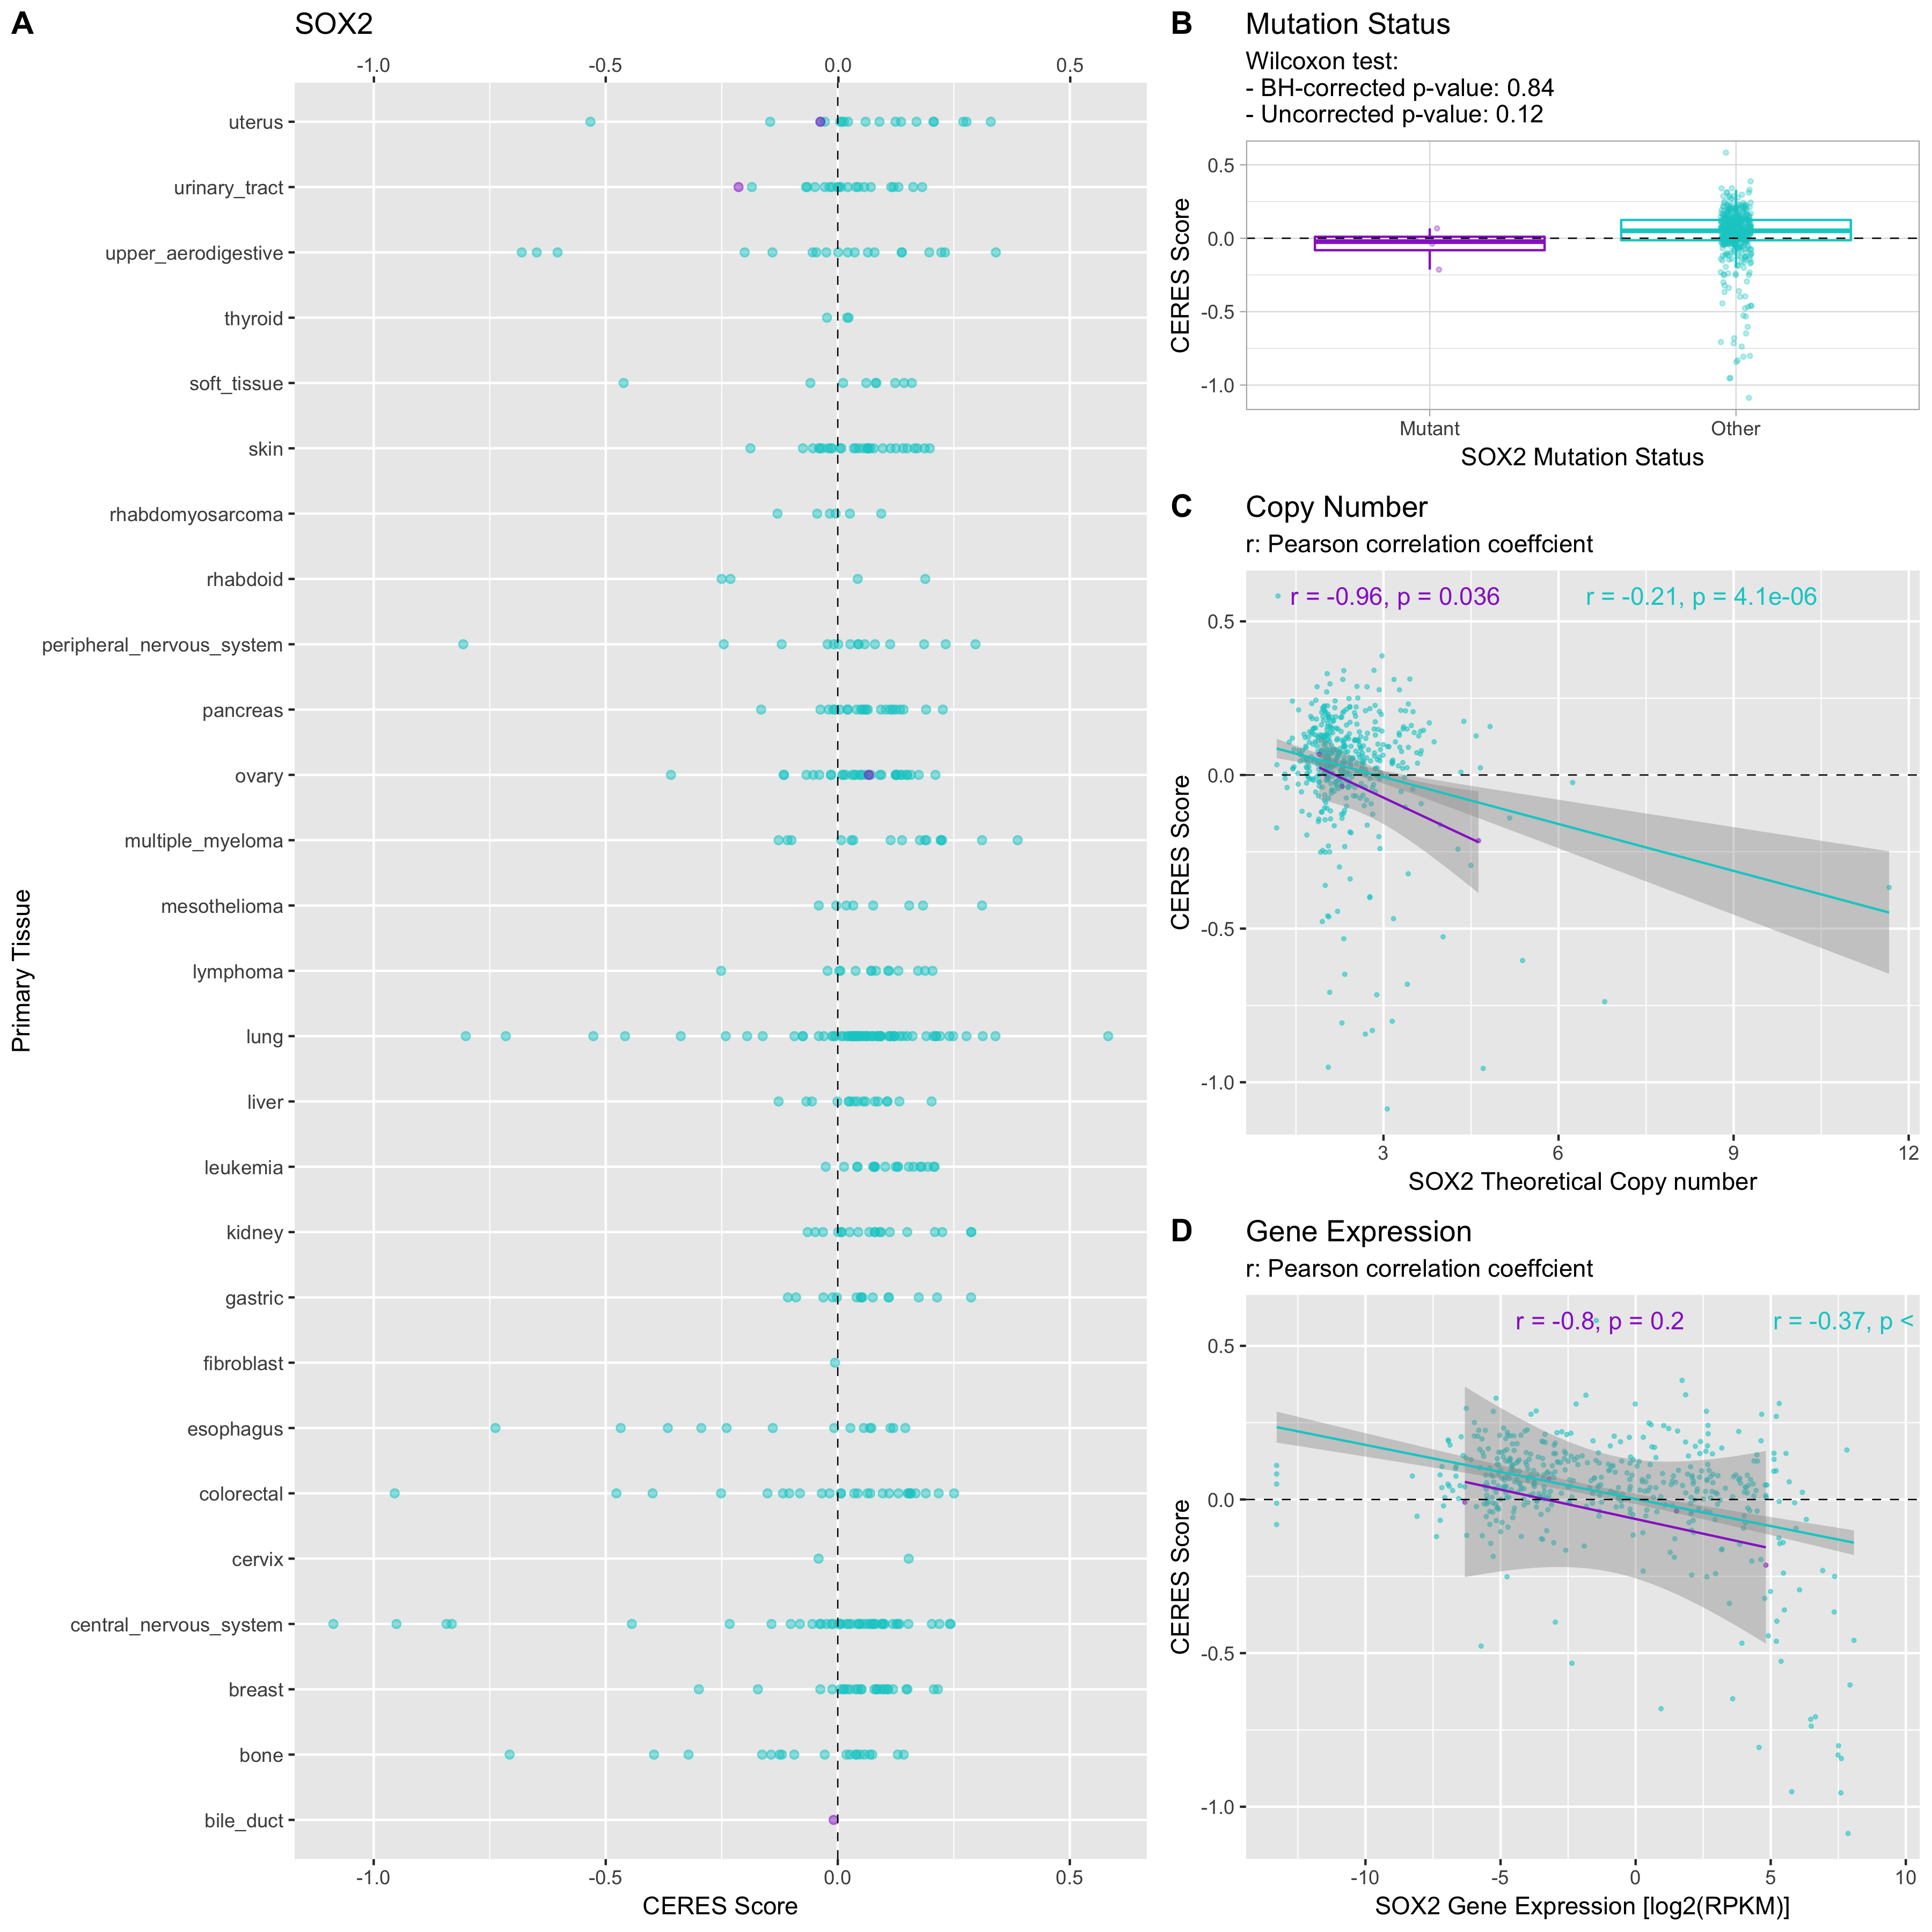 A
SOX2
-1.0 -0.5 0.0 0.5
uterus
urinary_tract
upper_aerodigestive
thyroid
soft_tissue
skin
rhabdomyosarcoma
rhabdoid
peripheral_nervous_system
pancreas
ovary
multiple_myeloma
mesothelioma
lymphoma
lung
liver
leukemia
kidney
gastric
fibroblast
esophagus
colorectal
cervix
central_nervous_system
breast
bone
bile_duct
Primary Tissue
-1.0 -0.5 0.0 0.5
CERES Score
B
Mutation Status
Wilcoxon test:
- BH-corrected p-value: 0.84
- Uncorrected p-value: 0.12
0.5
0.0
-0.5
-1.0
CERES Score
Mutant Other
SOX2 Mutation Status
C
Copy Number
r: Pearson correlation coeffcient
r = -0.96, p = 0.036 r = -0.21, p = 4.1e-06
0.5
0.0
-0.5
-1.0
CERES Score
3 6 9 12
SOX2 Theoretical Copy number
D
Gene Expression
r: Pearson correlation coeffcient
r = -0.8, p = 0.2 r = -0.37, p <
0.5
0.0
-0.5
-1.0
CERES Score
-10 -5 0 5 10
SOX2 Gene Expression [log2(RPKM)]